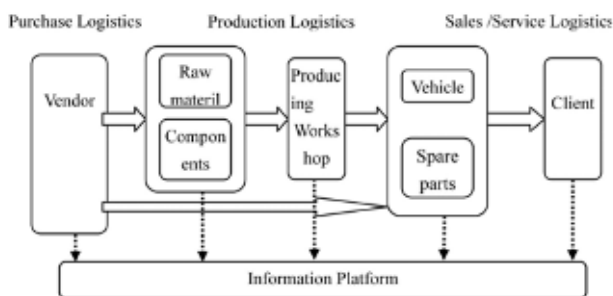 Purchase Logistics Production Logistics Sales /Service Logistics
Vendor
Raw
materil
Compon
ents
Produc
ing
Works
hop
Vehicle
Spare
parts
Client
Information Platform